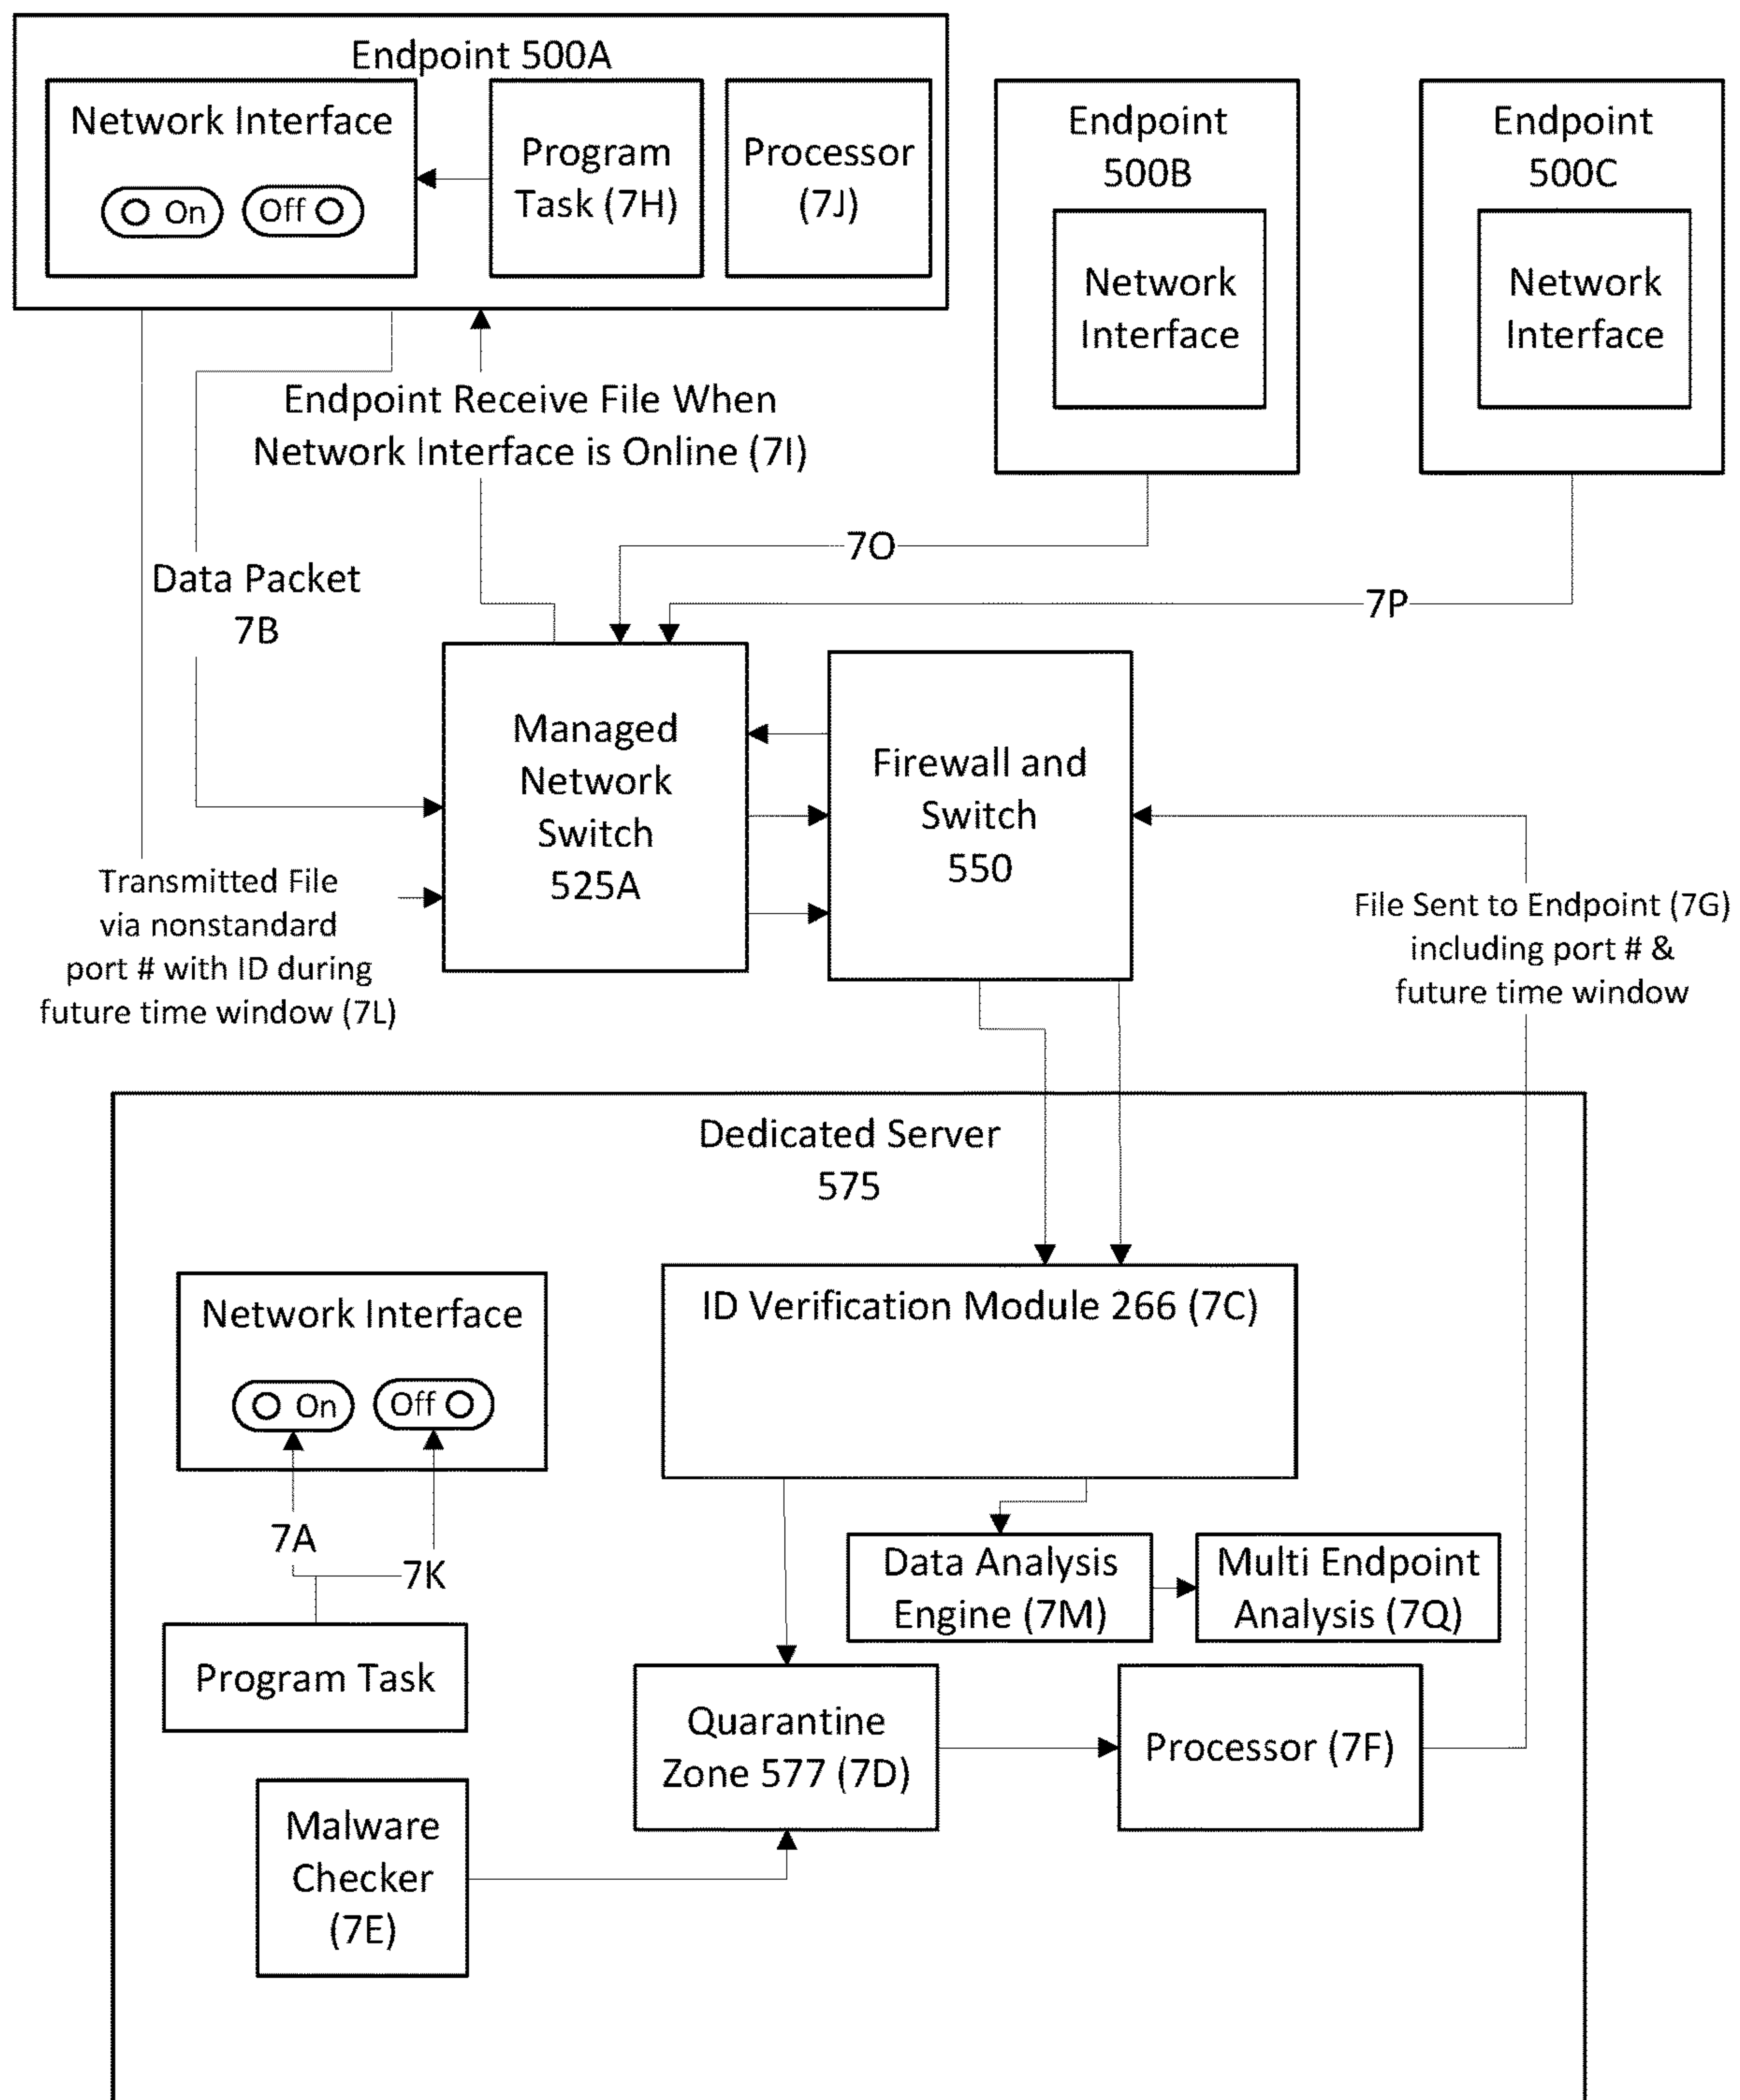 Endpoint 500A
Network Interface
On
Off
Program
Task (7H)
Processor
(7J)
Endpoint
500B
Network
Interface
Endpoint
500C
Network
Interface
Endpoint Receive File When
Network Interface is Online (7I)
7O
Data Packet
7B
7P
Managed
Network
Switch
525A
Firewall and
Switch
550
Transmitted File
via nonstandard
port # with ID during
future time window (7L)
File Sent to Endpoint (7G)
including port # &
future time window
Dedicated Server
575
Network Interface
On
Off
7A
7K
Program Task
ID Verification Module 266 (7C)
Data Analysis
Engine (7M)
Multi Endpoint
Analysis (7Q)
Quarantine
Zone 577 (7D)
Processor (7F)
Malware
Checker
(7E)